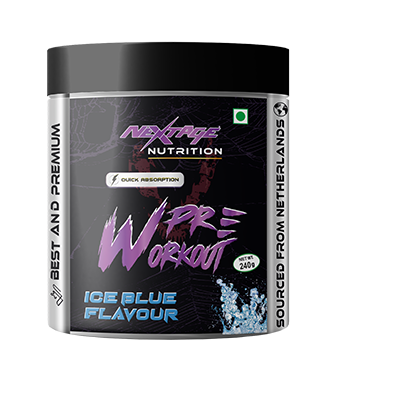 NEXTAGE
NUTRITION
QUICK ABSORPTION
PRE
WORKOUT
NET WT.
240g
ICE BLUE
FLAVOUR
BEST AND PREMIUM
SOURCED FROM NETHERLANDS